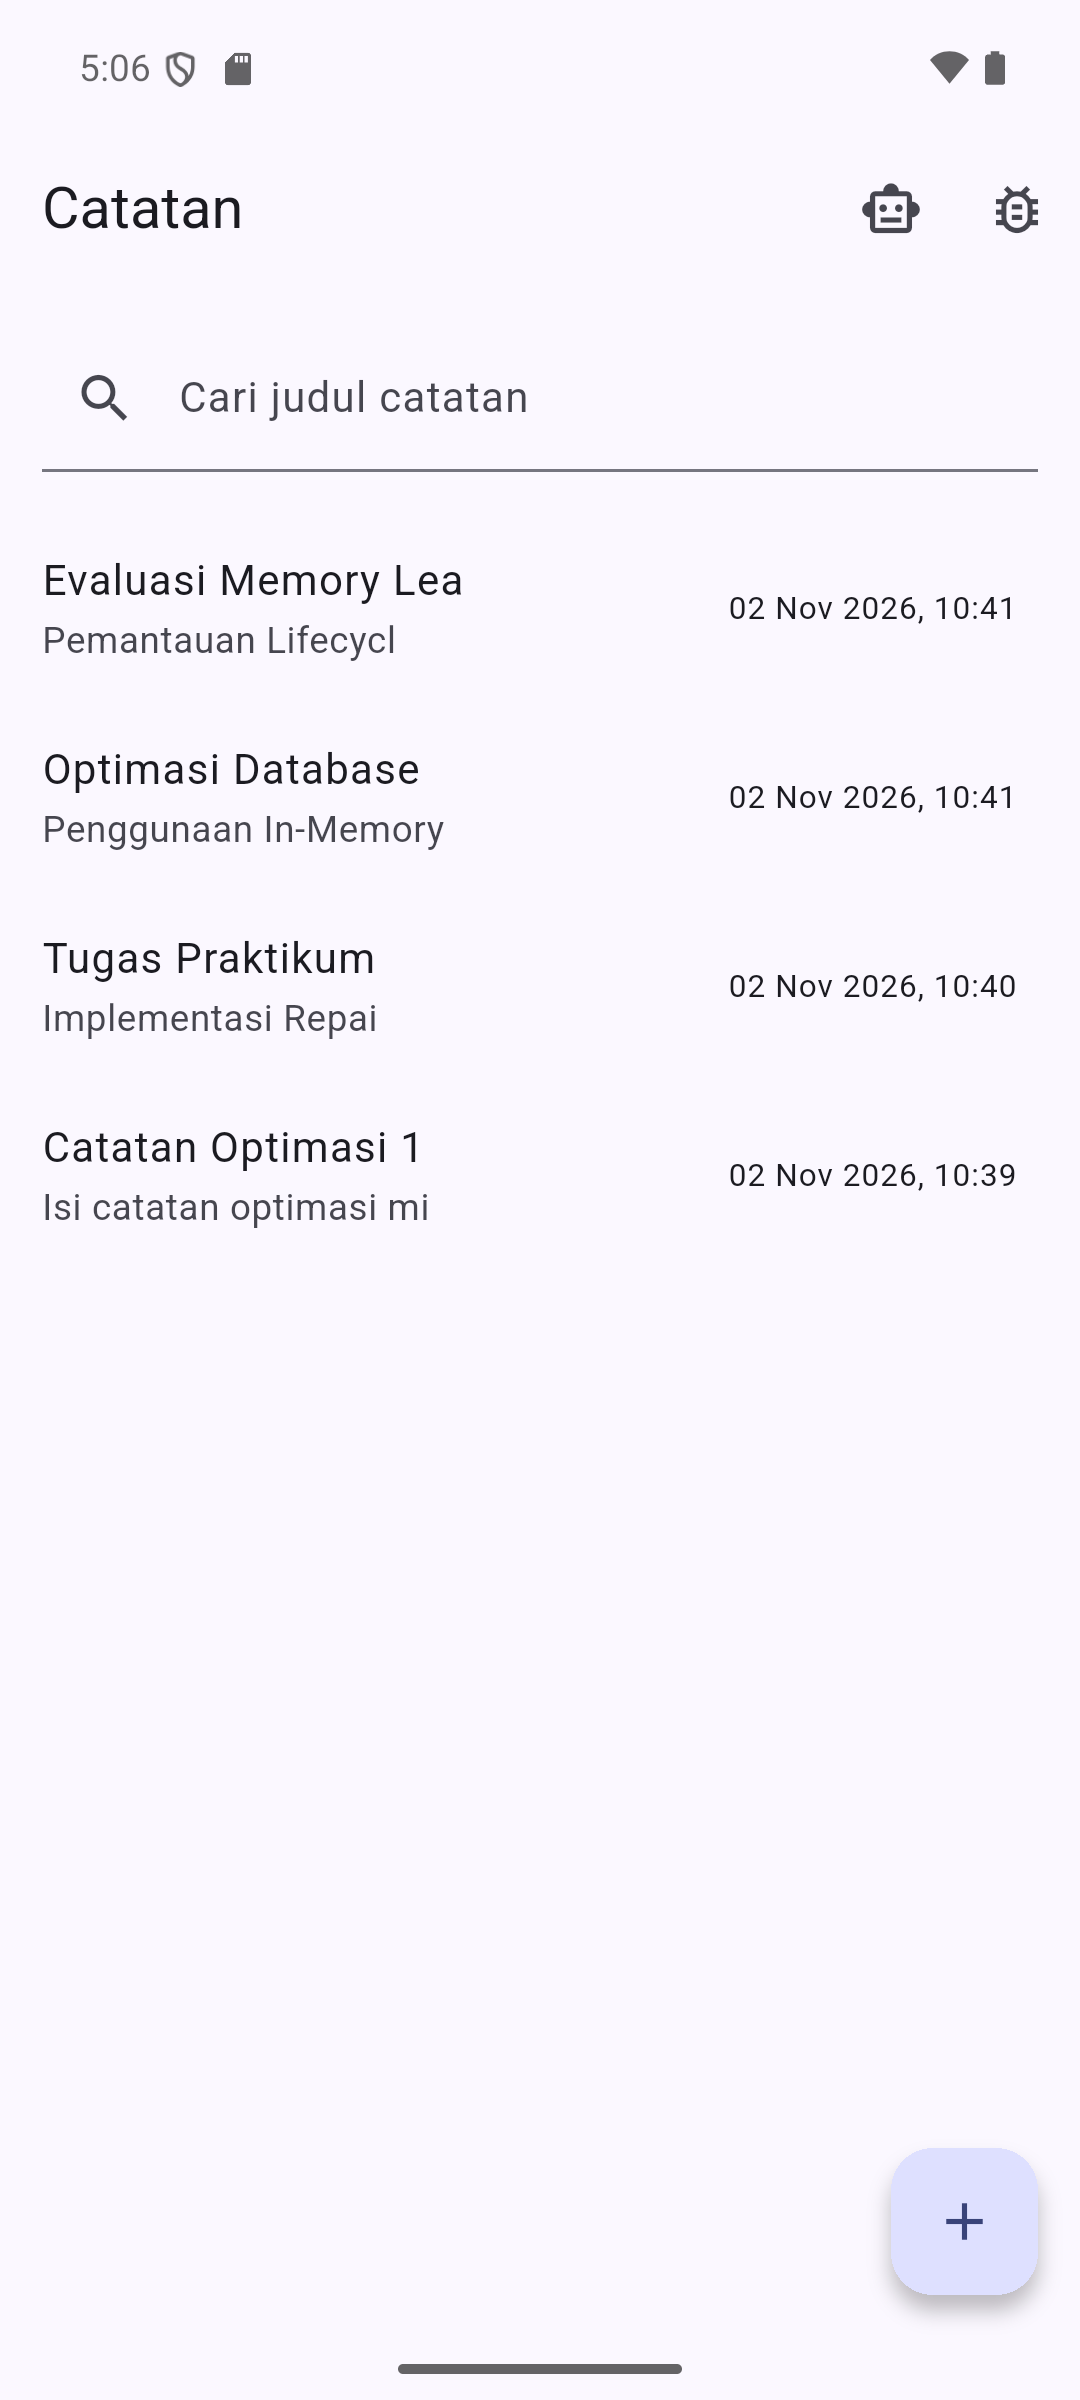 5:06
Catatan
Cari judul catatan
Evaluasi Memory Lea
02 Nov 2026, 10:41
Pemantauan Lifecycl
Optimasi Database
02 Nov 2026, 10:41
Penggunaan In-Memory
Tugas Praktikum
02 Nov 2026, 10:40
Implementasi Repai
Catatan Optimasi 1
02 Nov 2026, 10:39
Isi catatan optimasi mi